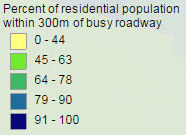 Percent of residential population
within 300m of busy roadway
0 - 44
45 - 63
64 - 78
79 - 90
91 - 100